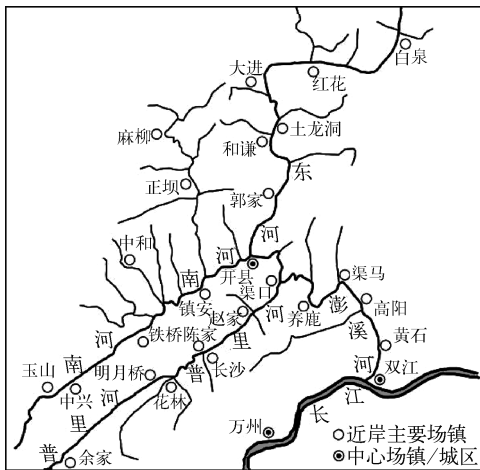 白泉
大进
红花
土龙洞
麻柳
和谦
东
正坝
郭家
河
中和
河
南
开县
渠口
渠马
镇安
赵家
河
养鹿
澎
高阳
河
铁桥
陈家
里
溪
黄石
玉山
南
明月桥
长沙
普
河
双江
中兴
河
花林
江
里
万州
长
普
余家
○近岸主要场镇
◉中心场镇/城区